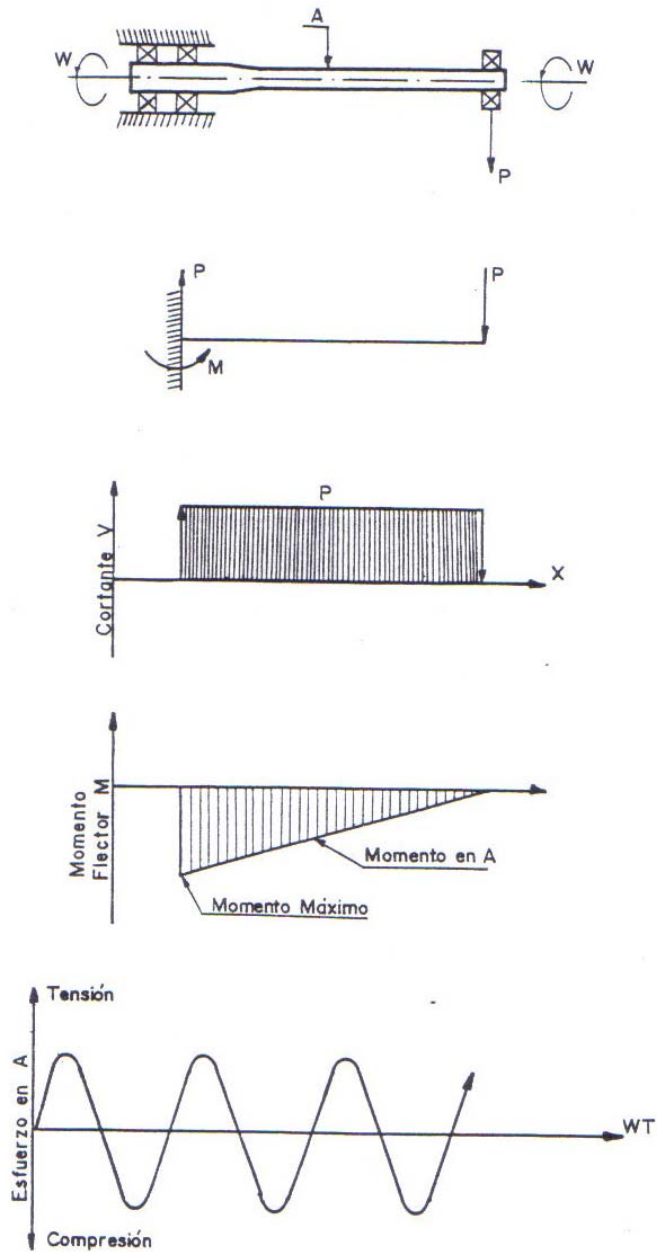 A
W
W
P
P
P
M
P
Cortante V
X
Momento
Flector M
Momento en A
Momento Máximo
Tensión
Esfuerzo en A
WT
Compresión